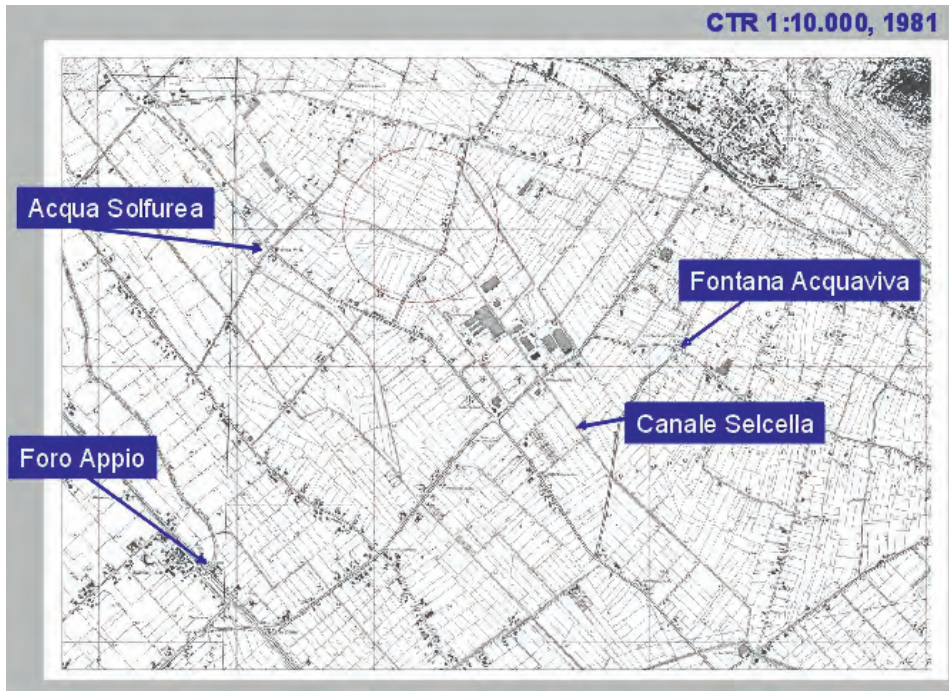 CTR 1:10.000, 1981
Acqua Solfurea
Fontana Acquaviva
Canale Selcella
Foro Appio